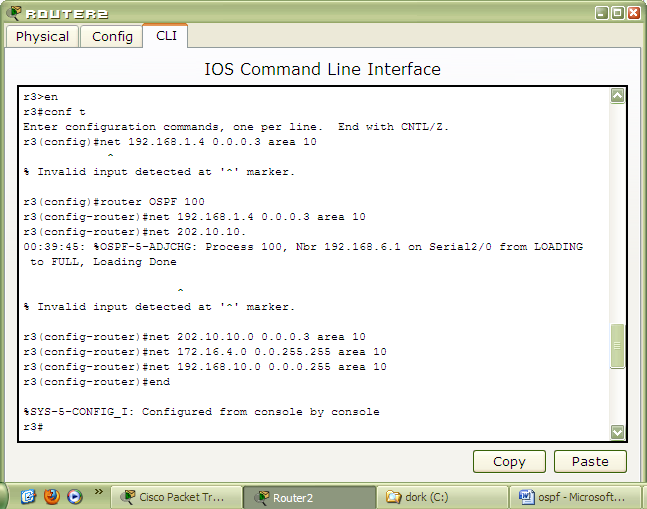 ROUTER2
Physical Config CLI
IOS Command Line Interface
r3>en
r3#conf t
Enter configuration commands, one per line.  End with CNTL/Z.
r3(config)#net 192.168.1.4 0.0.0.3 area 10
^
% Invalid input detected at '^' marker.
r3(config)#router OSPF 100
r3(config-router)#net 192.168.1.4 0.0.0.3 area 10
r3(config-router)#net 202.10.10.
00:39:45: %OSPF-5-ADJCHG: Process 100, Nbr 192.168.6.1 on Serial2/0 from LOADING
to FULL, Loading Done
^
% Invalid input detected at '^' marker.
r3(config-router)#net 202.10.10.0 0.0.0.3 area 10
r3(config-router)#net 172.16.4.0 0.0.255.255 area 10
r3(config-router)#net 192.168.10.0 0.0.0.255 area 10
r3(config-router)#end
%SYS-5-CONFIG_I: Configured from console by console
r3#
Copy Paste
» Cisco Packet Tr... Router2 dork (C:) ospf - Microsoft...